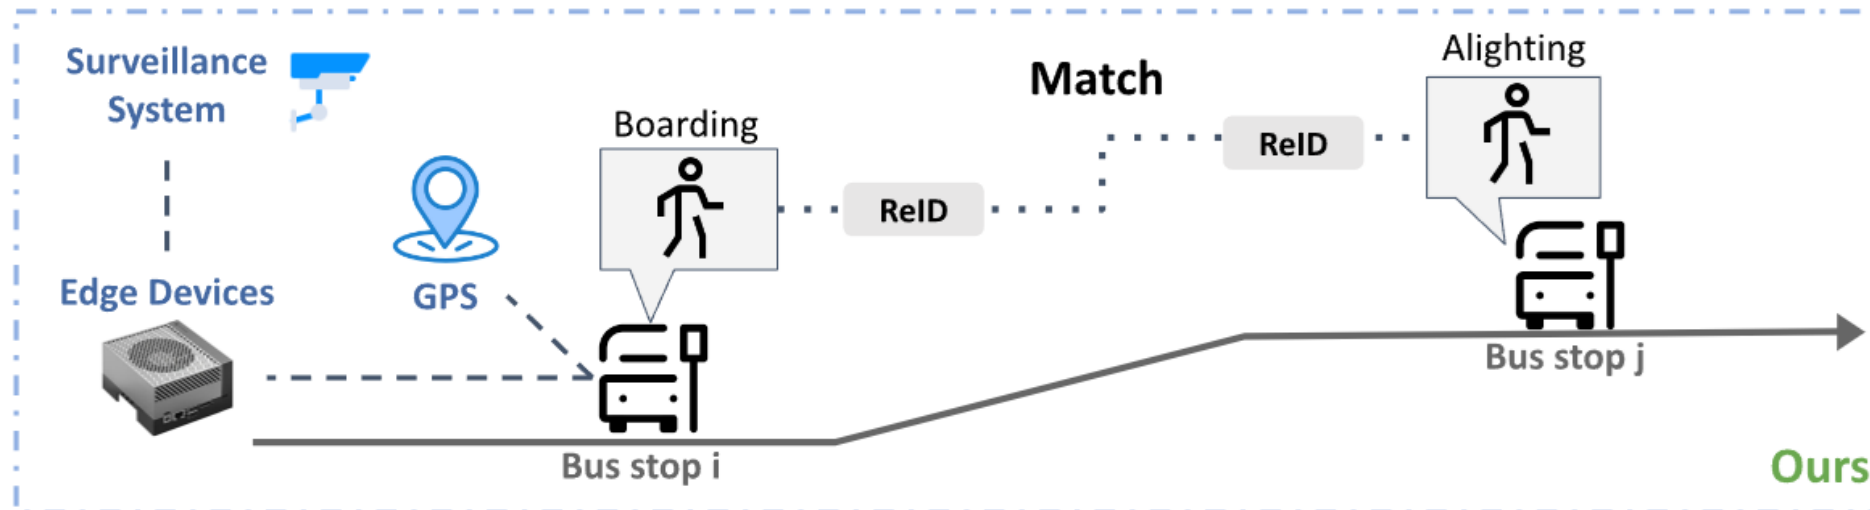 Surveillance
System
Edge Devices
GPS
Boarding
ReID
Match
ReID
Alighting
Bus stop i
Bus stop j
Ours